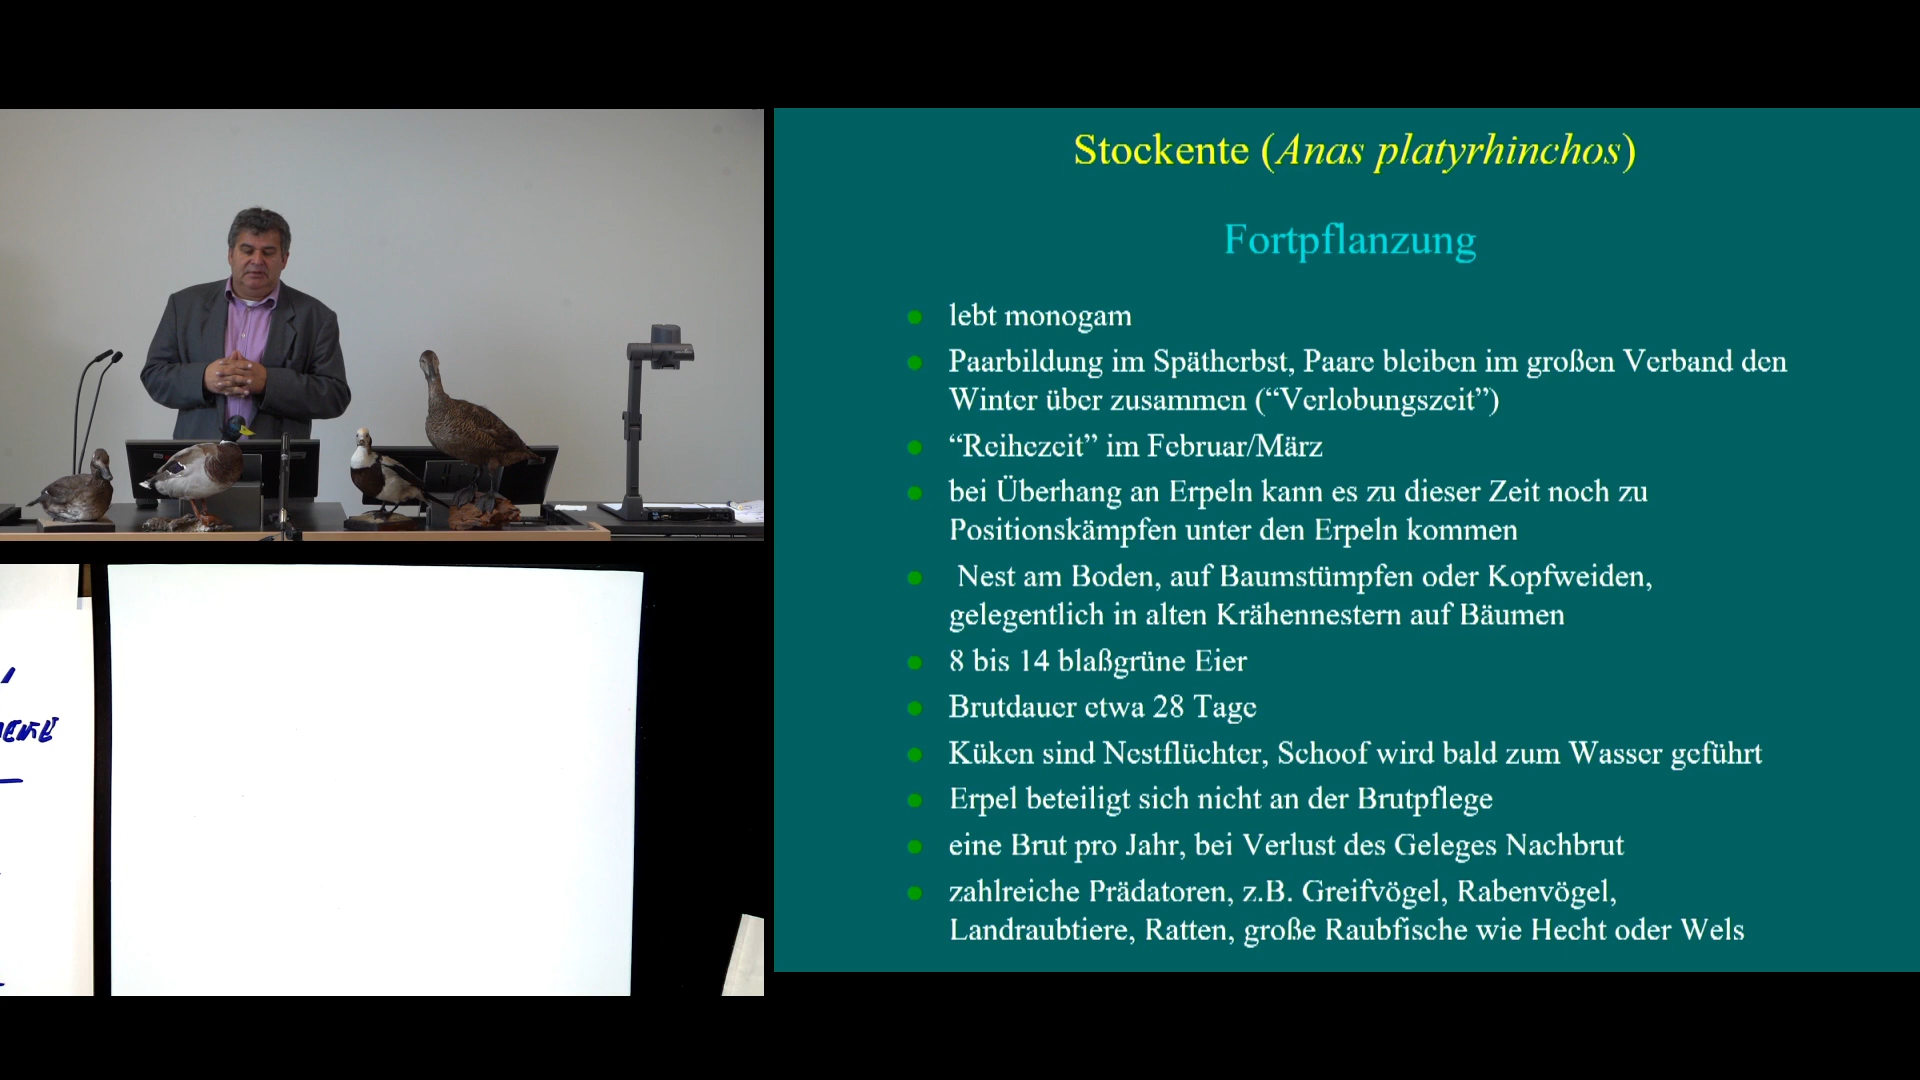 Stockente (Anas platyrhinchos)
Fortpflanzung
lebt monogam
Paarbildung im Spätherbst, Paare bleiben im großen Verband den
Winter über zusammen (“Verlobungszeit”)
“Reihezeit” im Februar/März
bei Überhang an Erpeln kann es zu dieser Zeit noch zu
Positionskämpfen unter den Erpeln kommen
Nest am Boden, auf Baumstümpfen oder Kopfweiden,
gelegentlich in alten Krähennestern auf Bäumen
8 bis 14 blaßgrüne Eier
Brutdauer etwa 28 Tage
Küken sind Nestflüchter, Schoof wird bald zum Wasser geführt
Erpel beteiligt sich nicht an der Brutpflege
eine Brut pro Jahr, bei Verlust des Geleges Nachbrut
zahlreiche Prädatoren, z.B. Greifvögel, Rabenvögel,
Landraubtiere, Ratten, große Raubfische wie Hecht oder Wels